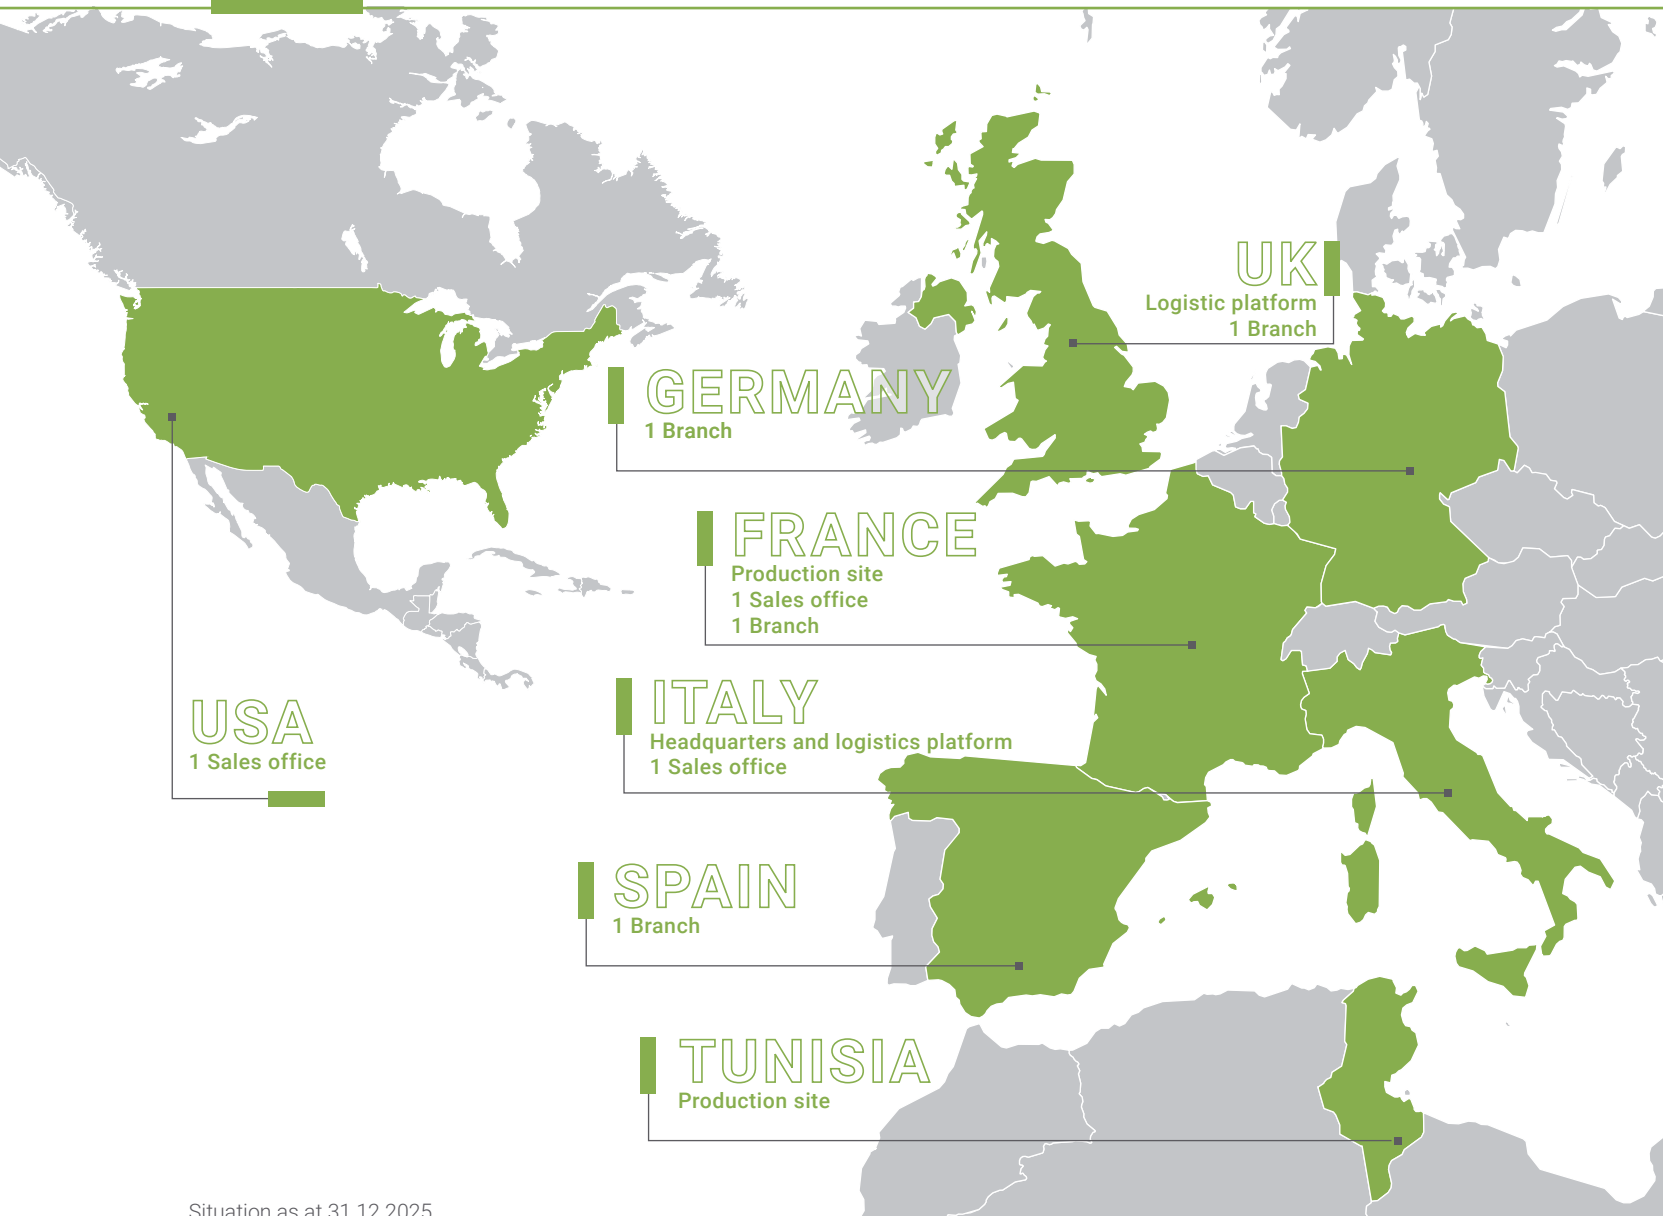 UK
Logistic platform
1 Branch
GERMANY
1 Branch
FRANCE
Production site
1 Sales office
1 Branch
ITALY
Headquarters and logistics platform
1 Sales office
USA
1 Sales office
SPAIN
1 Branch
TUNISIA
Production site
Situation as at 31.12.2025